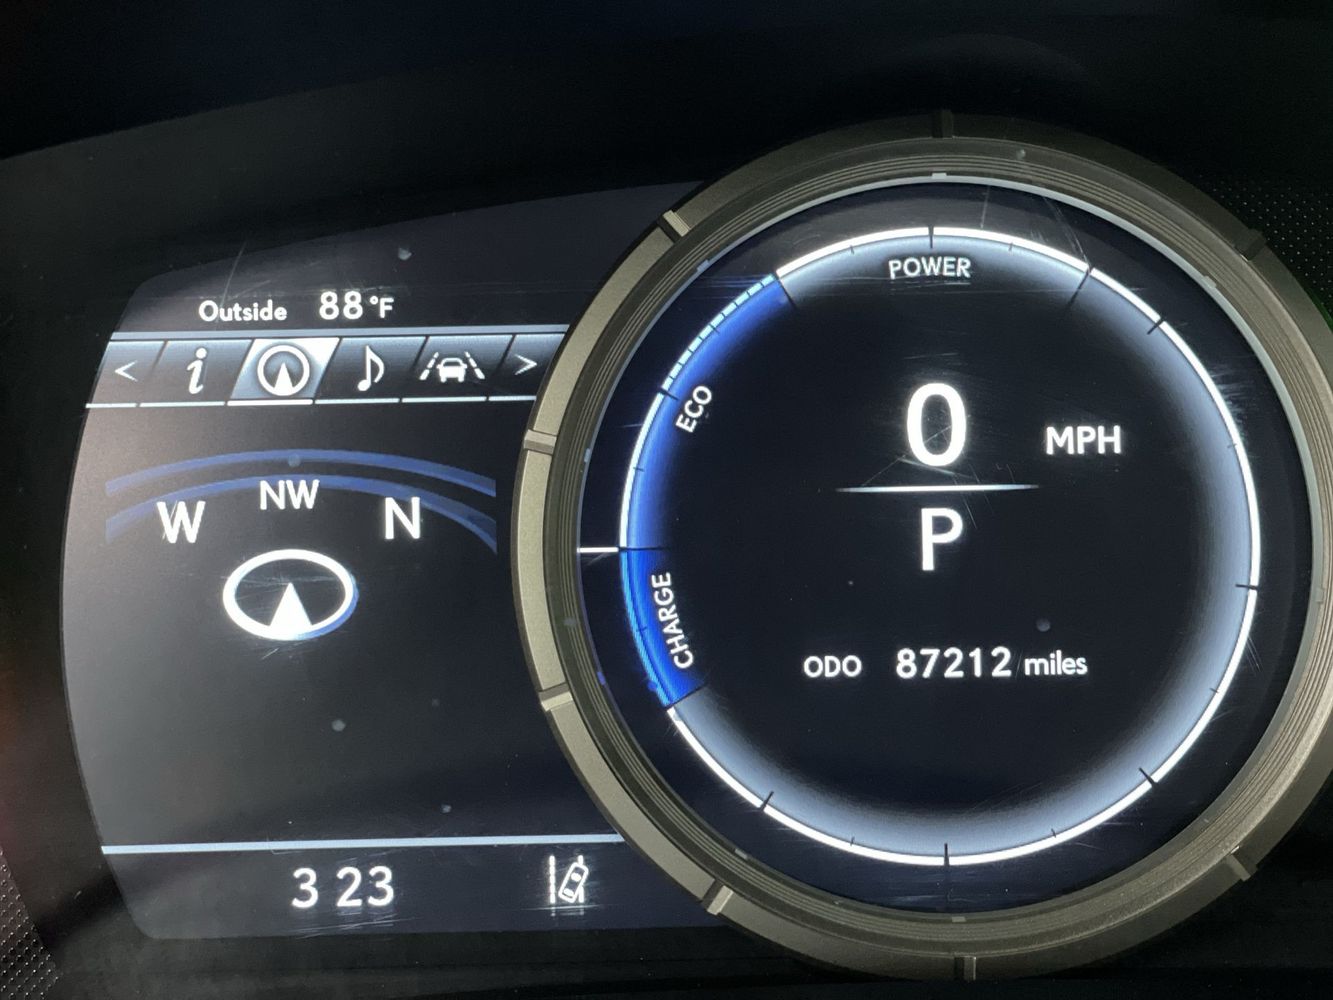 Outside 88°F
< i >
W NW N
3 23
POWER
ECO
CHARGE
0 MPH
P
ODO 87212 miles